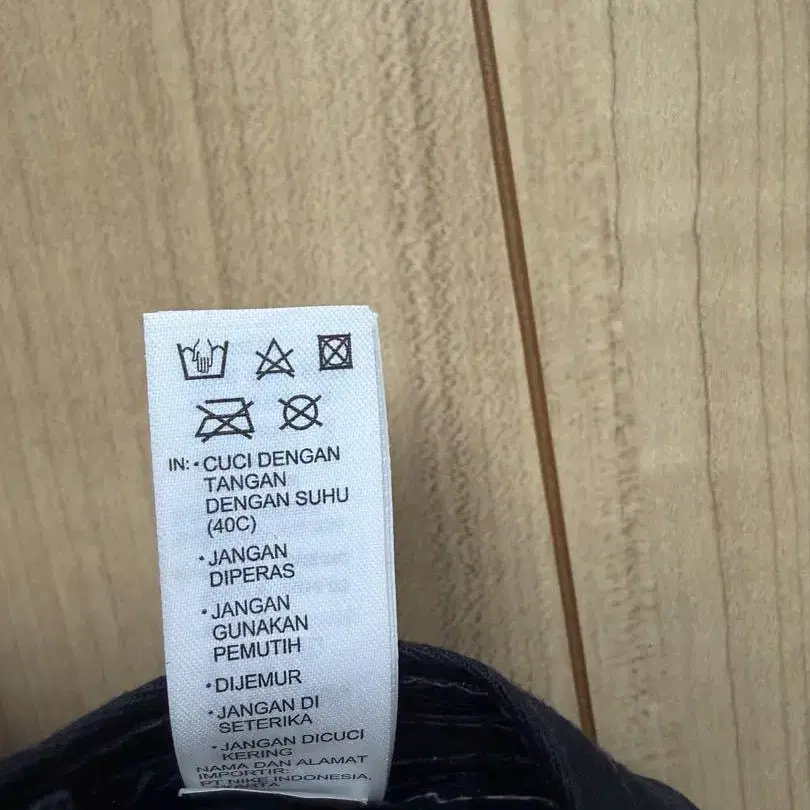 IN: • CUCI DENGAN
TANGAN
DENGAN SUHU
(40C)
• JANGAN
DIPERAS
• JANGAN
GUNAKAN
PEMUTIH
• DIJEMUR
• JANGAN DI
SETERIKA
• JANGAN DICUCI
KERING
NAMA DAN ALAMAT
IMPORTIR:
PT NIKE INDONESIA,